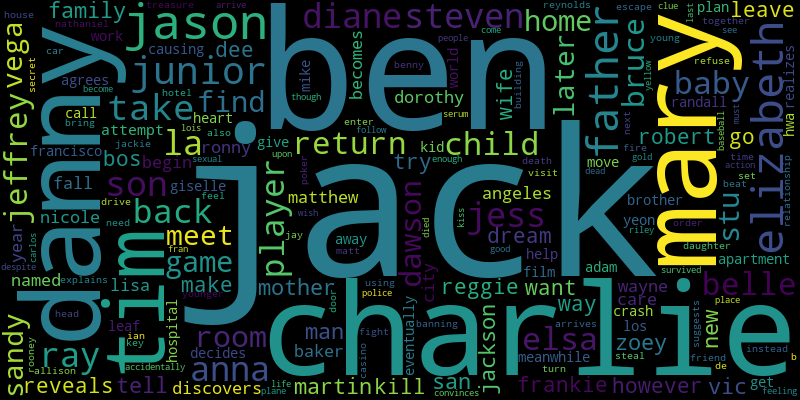 jack
ben
charlie
mary
danny
tim
jason
junior
diane
steven
home
father
bruce
baby
elizabeth
leave
plan
family
nathaniel
treasure
arrive
house
work
car
secret
become
jeffrey
vega
causing
dee
agrees
take
find
mike
though
becomes
dorothy
wife
later
world
people
benny
come
building
reynolds
escape
clue
last
together
see
young
refuse
yellow
realizes
randall
robert
go
hwa
stu
baseball
must
time
action
set
beat
relationship
apartment
daughter
order
survived
call
bring
hotel
attempt
lois
also
heart
ronny
give
enter
follow
serum
return
child
kid
la
francisco
jackie
bos
begin
sexual
upon
poker
try
enough
death
visit
move
dead
fire
gold
next
yeon
brother
riley
adam
son
fall
giselle
feel
matthew
wish
jay
away
matt
died
kiss
angeles
jess
dream
good
help
film
nicole
drive
need
back
player
dawson
city
year
carlos
despite
explains
meet
fran
younger
game
make
mother
door
using
police
reggie
want
way
wayne
care
crash
los
zoey
new
place
suggests
belle
named
lisa
head
leaf
ian
key
hospital
rooney
allison
accidentally
sandy
ray
room
decides
man
baker
fight
casino
eventually
banning
arrives
elsa
meanwhile
jackson
steal
friend
de
instead
b
reveals
tell
discovers
anna
life
plane
martin
kill
convinces
san
turn
frankie
however
vic
get
feeling